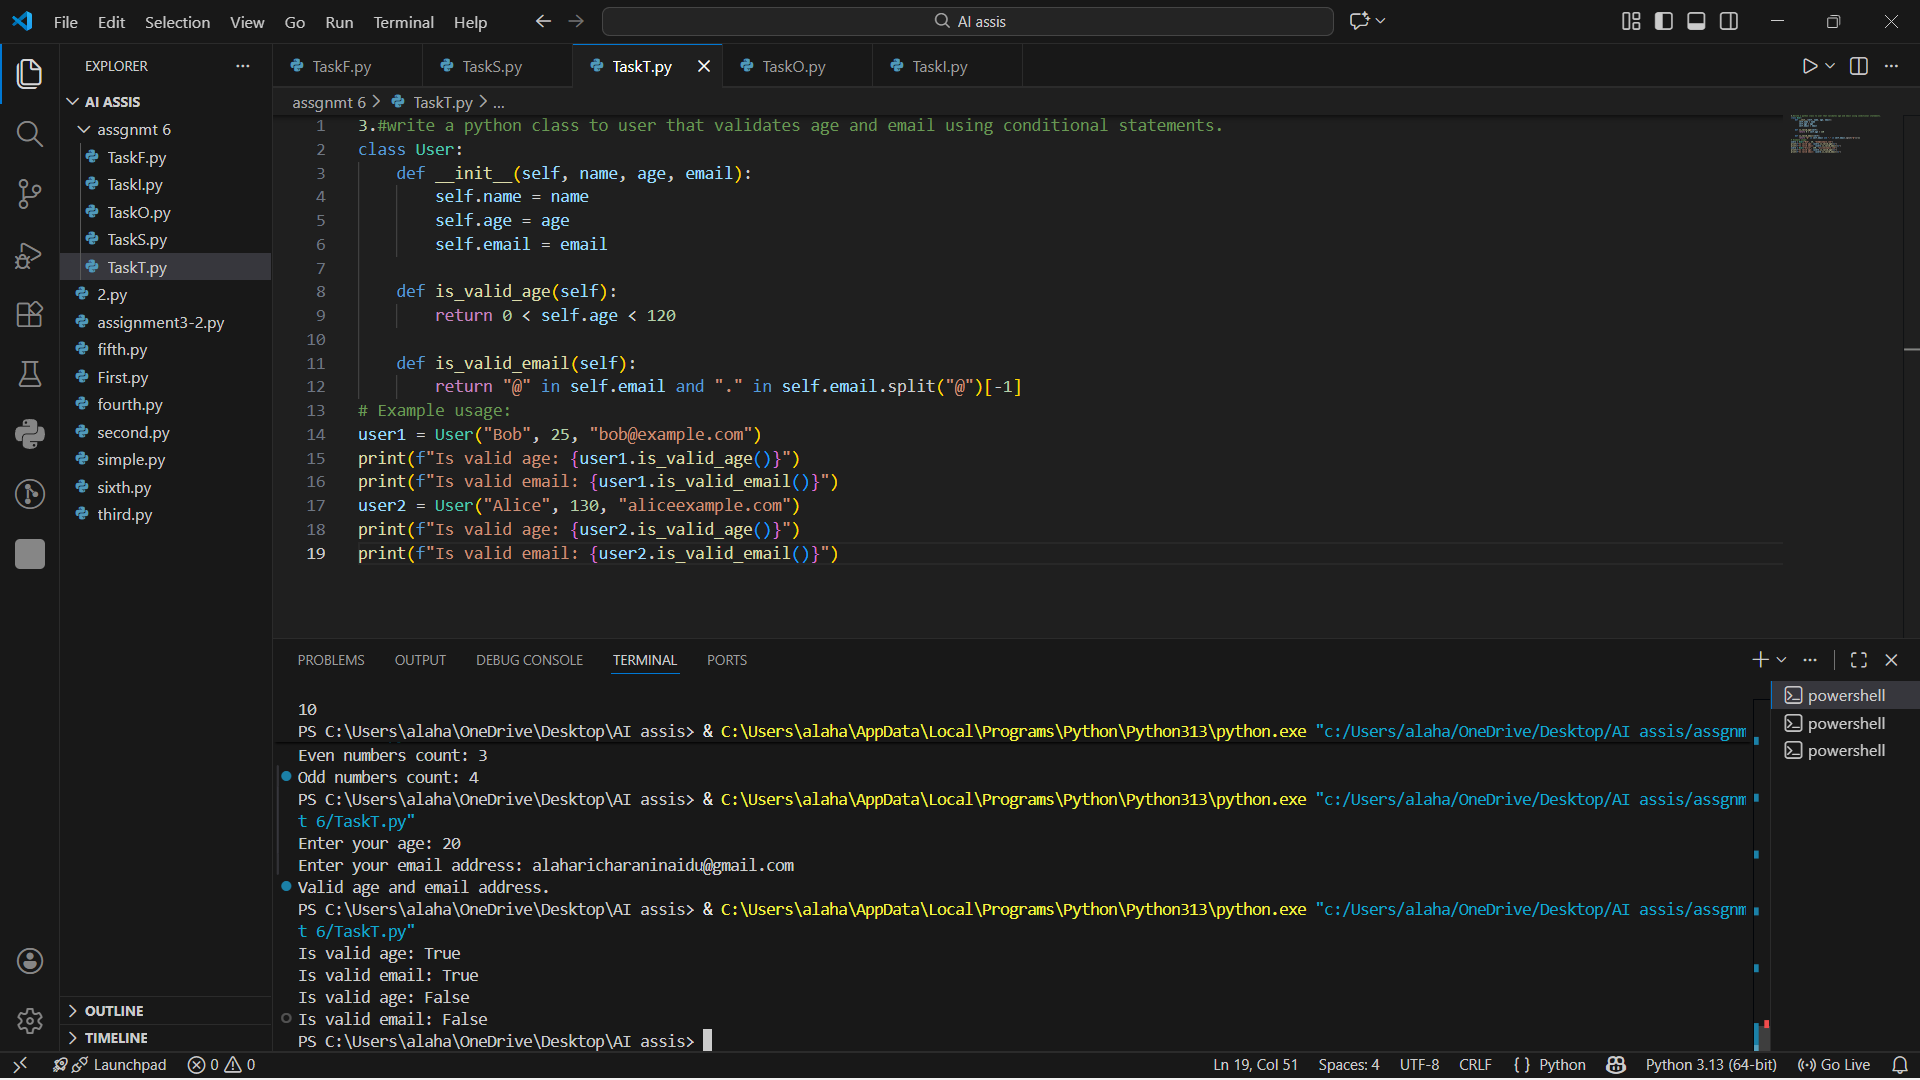 File Edit Selection View Go Run Terminal Help
AI assis
EXPLORER
AI ASSIS
assgnmt 6
TaskF.py
TaskI.py
TaskO.py
TaskS.py
TaskT.py
2.py
assignment3-2.py
fifth.py
First.py
fourth.py
second.py
simple.py
sixth.py
third.py
OUTLINE
TIMELINE
TaskF.py TaskS.py TaskT.py TaskO.py TaskI.py
assgnmt 6 > TaskT.py > ...
1 3.#write a python class to user that validates age and email using conditional statements.
2 class User:
3 def __init__(self, name, age, email):
4 self.name = name
5 self.age = age
6 self.email = email
7
8 def is_valid_age(self):
9 return 0 < self.age < 120
10
11 def is_valid_email(self):
12 return "@" in self.email and "." in self.email.split("@")[-1]
13 # Example usage:
14 user1 = User("Bob", 25, "bob@example.com")
15 print(f"Is valid age: {user1.is_valid_age()}")
16 print(f"Is valid email: {user1.is_valid_email()}")
17 user2 = User("Alice", 130, "aliceexample.com")
18 print(f"Is valid age: {user2.is_valid_age()}")
19 print(f"Is valid email: {user2.is_valid_email()}")
PROBLEMS OUTPUT DEBUG CONSOLE TERMINAL PORTS
10
PS C:\Users\alaha\OneDrive\Desktop\AI assis> & C:\Users\alaha\AppData\Local\Programs\Python\Python313\python.exe "c:/Users/alaha/OneDrive/Desktop/AI assis/assgnm
Even numbers count: 3
Odd numbers count: 4
PS C:\Users\alaha\OneDrive\Desktop\AI assis> & C:\Users\alaha\AppData\Local\Programs\Python\Python313\python.exe "c:/Users/alaha/OneDrive/Desktop/AI assis/assgnm
t 6/TaskT.py"
Enter your age: 20
Enter your email address: alaharicharaninaidu@gmail.com
Valid age and email address.
PS C:\Users\alaha\OneDrive\Desktop\AI assis> & C:\Users\alaha\AppData\Local\Programs\Python\Python313\python.exe "c:/Users/alaha/OneDrive/Desktop/AI assis/assgnm
t 6/TaskT.py"
Is valid age: True
Is valid email: True
Is valid age: False
Is valid email: False
PS C:\Users\alaha\OneDrive\Desktop\AI assis>
powershell
powershell
powershell
Launchpad 0 0 Ln 19, Col 51 Spaces: 4 UTF-8 CRLF { } Python Python 3.13 (64-bit) Go Live